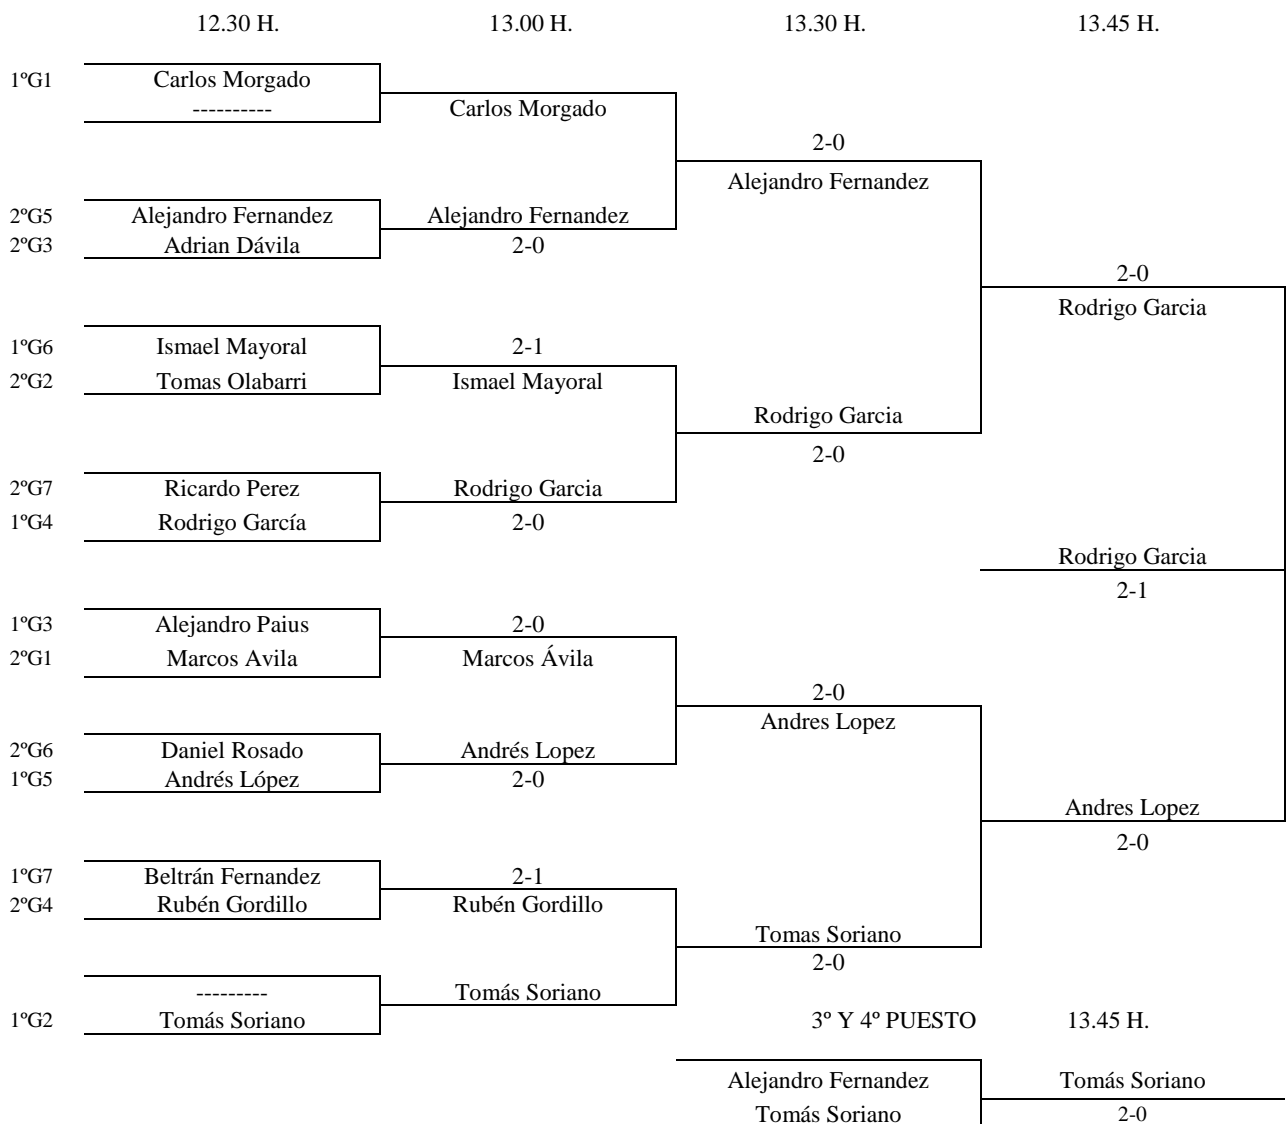 12.30 H. 13.00 H. 13.30 H. 13.45 H.
1ºG1 Carlos Morgado
---------- Carlos Morgado
2-0
Alejandro Fernandez
2ºG5 Alejandro Fernandez Alejandro Fernandez
2ºG3 Adrian Dávila 2-0
2-0
Rodrigo Garcia
1ºG6 Ismael Mayoral 2-1
2ºG2 Tomas Olabarri Ismael Mayoral
Rodrigo Garcia
2-0
2ºG7 Ricardo Perez Rodrigo Garcia
1ºG4 Rodrigo García 2-0
Rodrigo Garcia
2-1
1ºG3 Alejandro Paius 2-0
2ºG1 Marcos Avila Marcos Ávila
2-0
Andres Lopez
2ºG6 Daniel Rosado Andrés Lopez
1ºG5 Andrés López 2-0
Andres Lopez
2-0
1ºG7 Beltrán Fernandez 2-1
2ºG4 Rubén Gordillo Rubén Gordillo
Tomas Soriano
2-0
--------- Tomás Soriano
1ºG2 Tomás Soriano 3º Y 4º PUESTO 13.45 H.
Alejandro Fernandez Tomás Soriano
Tomás Soriano 2-0